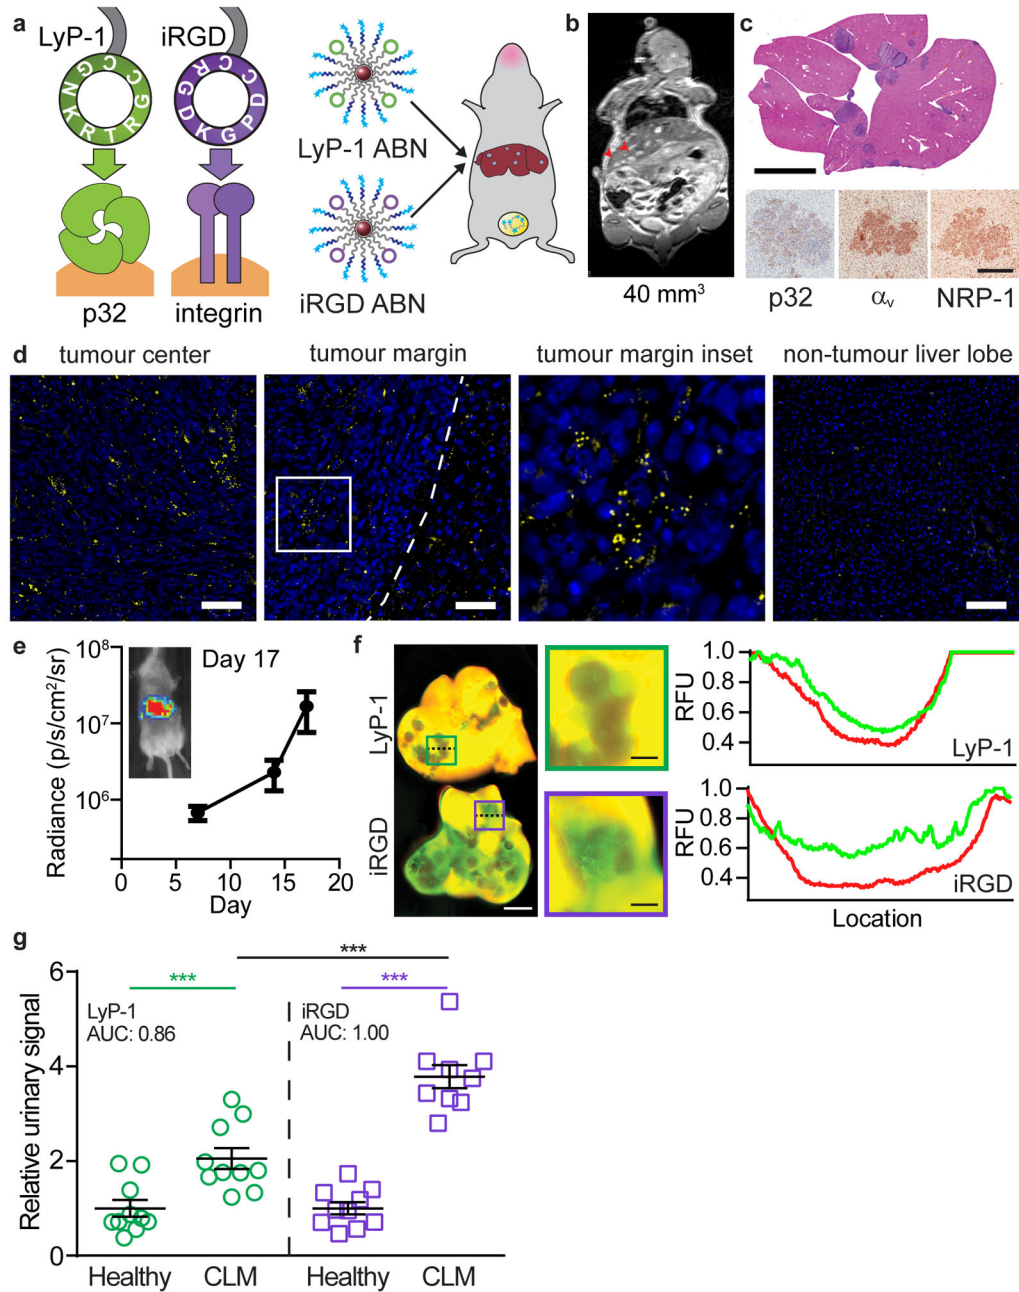 a
LyP-1
iRGD
G C C G R T R K N
C C R G D K G P D
p32
integrin
LyP-1 ABN
iRGD ABN
b
40 mm³
c
p32
αv
NRP-1
d
tumour center
tumour margin
tumour margin inset
non-tumour liver lobe
e
Radiance (p/s/cm²/sr)
10⁸
10⁷
10⁶
Day 17
0
5
10
15
20
Day
f
LyP-1
iRGD
RFU
1.0
0.8
0.6
0.4
LyP-1
RFU
1.0
0.8
0.6
0.4
iRGD
Location
g
Relative urinary signal
6
4
2
0
***
***
***
LyP-1
AUC: 0.86
iRGD
AUC: 1.00
Healthy
CLM
Healthy
CLM